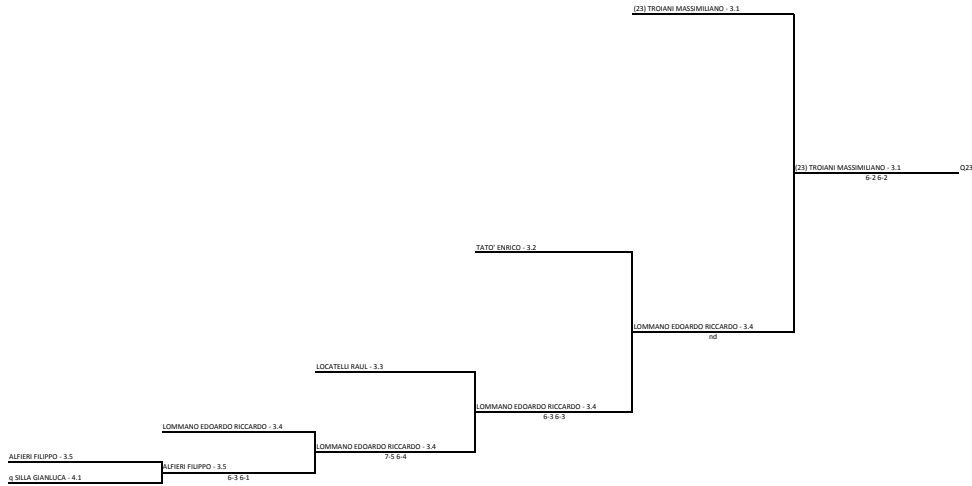 (23) TROIANI MASSIMILIANO - 3.1
(23) TROIANI MASSIMILIANO - 3.1
Q23
6-2 6-2
TATO' ENRICO - 3.2
LOMMANO EDOARDO RICCARDO - 3.4
nd
LOCATELLI RAUL - 3.3
LOMMANO EDOARDO RICCARDO - 3.4
6-3 6-3
LOMMANO EDOARDO RICCARDO - 3.4
LOMMANO EDOARDO RICCARDO - 3.4
7-5 6-4
ALFIERI FILIPPO - 3.5
ALFIERI FILIPPO - 3.5
6-3 6-1
q SILLA GIANLUCA - 4.1